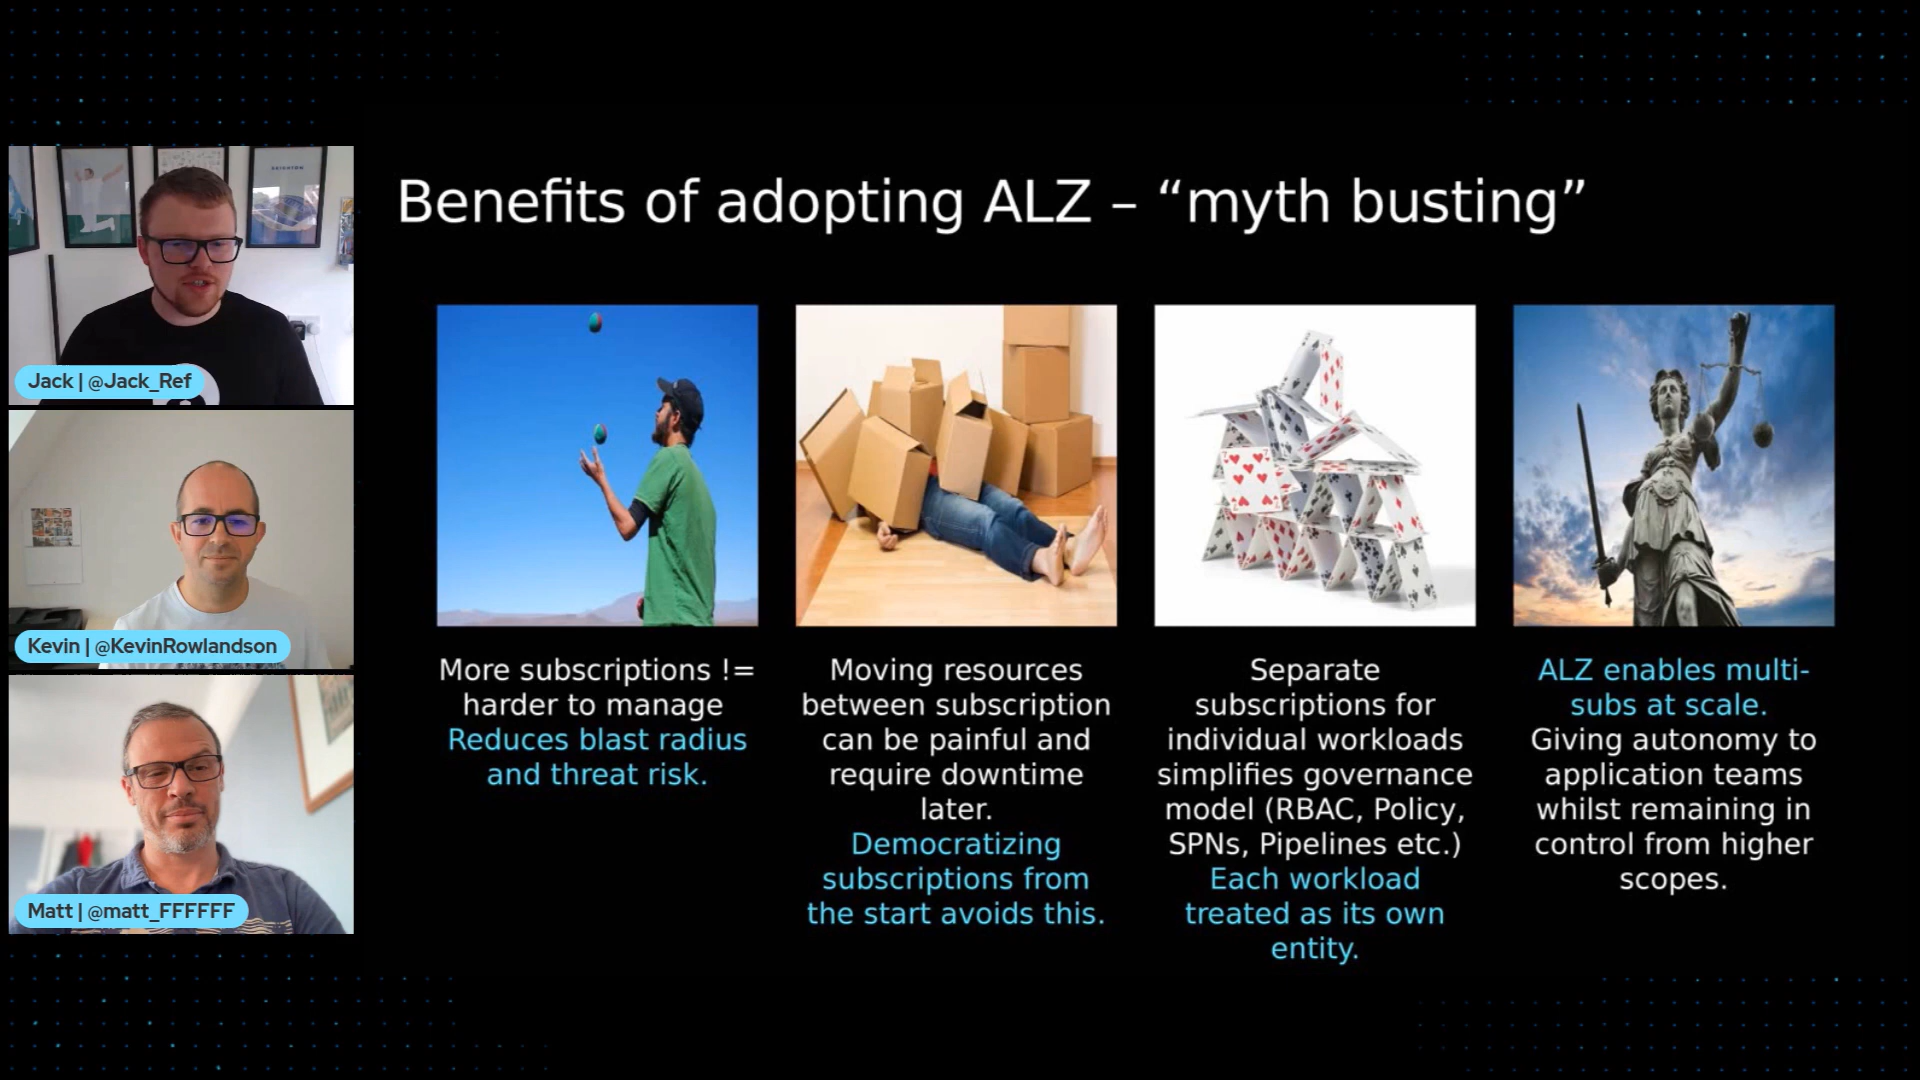 Benefits of adopting ALZ – “myth busting”
Jack | @Jack_Ref
Kevin | @KevinRowlandson
Matt | @matt_FFFFFF
More subscriptions !=
harder to manage
Reduces blast radius
and threat risk.
Moving resources
between subscription
can be painful and
require downtime
later.
Democratizing
subscriptions from
the start avoids this.
Separate
subscriptions for
individual workloads
simplifies governance
model (RBAC, Policy,
SPNs, Pipelines etc.)
Each workload
treated as its own
entity.
ALZ enables multi-
subs at scale.
Giving autonomy to
application teams
whilst remaining in
control from higher
scopes.